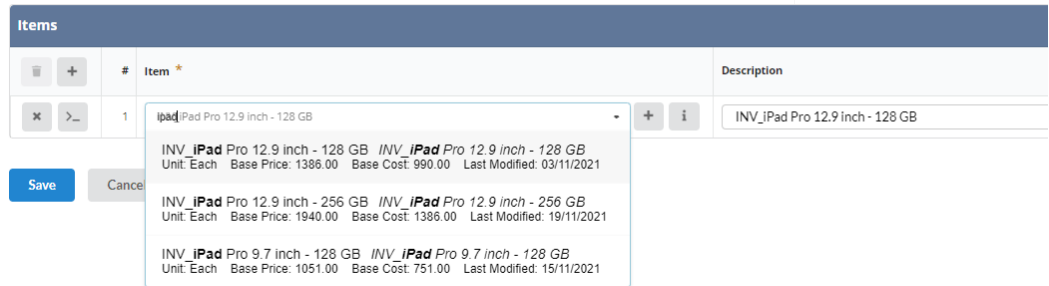 Items
# Item * Description
1 ipad iPad Pro 12.9 inch - 128 GB INV_iPad Pro 12.9 inch - 128 GB
INV_iPad Pro 12.9 inch - 128 GB INV_iPad Pro 12.9 inch - 128 GB
Unit: Each Base Price: 1386.00 Base Cost: 990.00 Last Modified: 03/11/2021
INV_iPad Pro 12.9 inch - 256 GB INV_iPad Pro 12.9 inch - 256 GB
Unit: Each Base Price: 1940.00 Base Cost: 1386.00 Last Modified: 19/11/2021
Save Cancel
INV_iPad Pro 9.7 inch - 128 GB INV_iPad Pro 9.7 inch - 128 GB
Unit: Each Base Price: 1051.00 Base Cost: 751.00 Last Modified: 15/11/2021